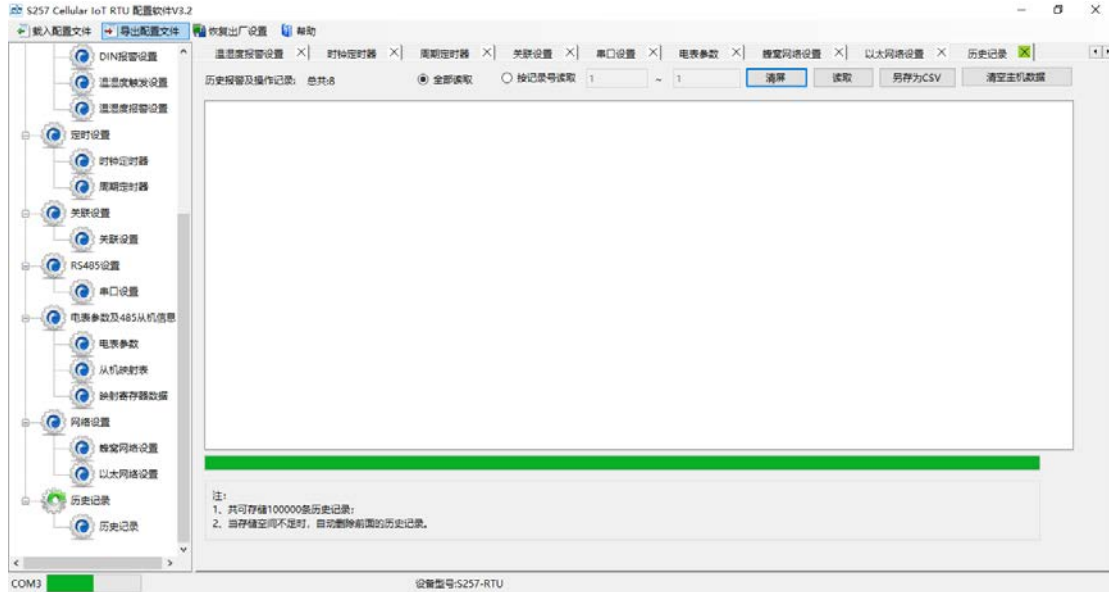 S257 Cellular IoT RTU 配置软件V3.2
载入配置文件 导出配置文件 恢复出厂设置 帮助
温湿度报警设置 时钟定时器 周期定时器 关联设置 串口设置 电表参数 蜂窝网络设置 以太网络设置 历史记录
历史报警及操作记录: 总共:8 全部读取 按记录号读取 1 ~ 1 清屏 读取 另存为CSV 清空主机数据
DIN报警设置
温湿度触发设置
温湿度报警设置
定时设置
时钟定时器
周期定时器
关联设置
关联设置
RS485设置
串口设置
电表参数及485从机信息
电表参数
从机映射表
映射寄存器数据
网络设置
蜂窝网络设置
以太网络设置
历史记录
历史记录
注:
1、共可存储100000条历史记录;
2、当存储空间不足时, 自动删除前面的历史记录。
COM3 设备型号:S257-RTU